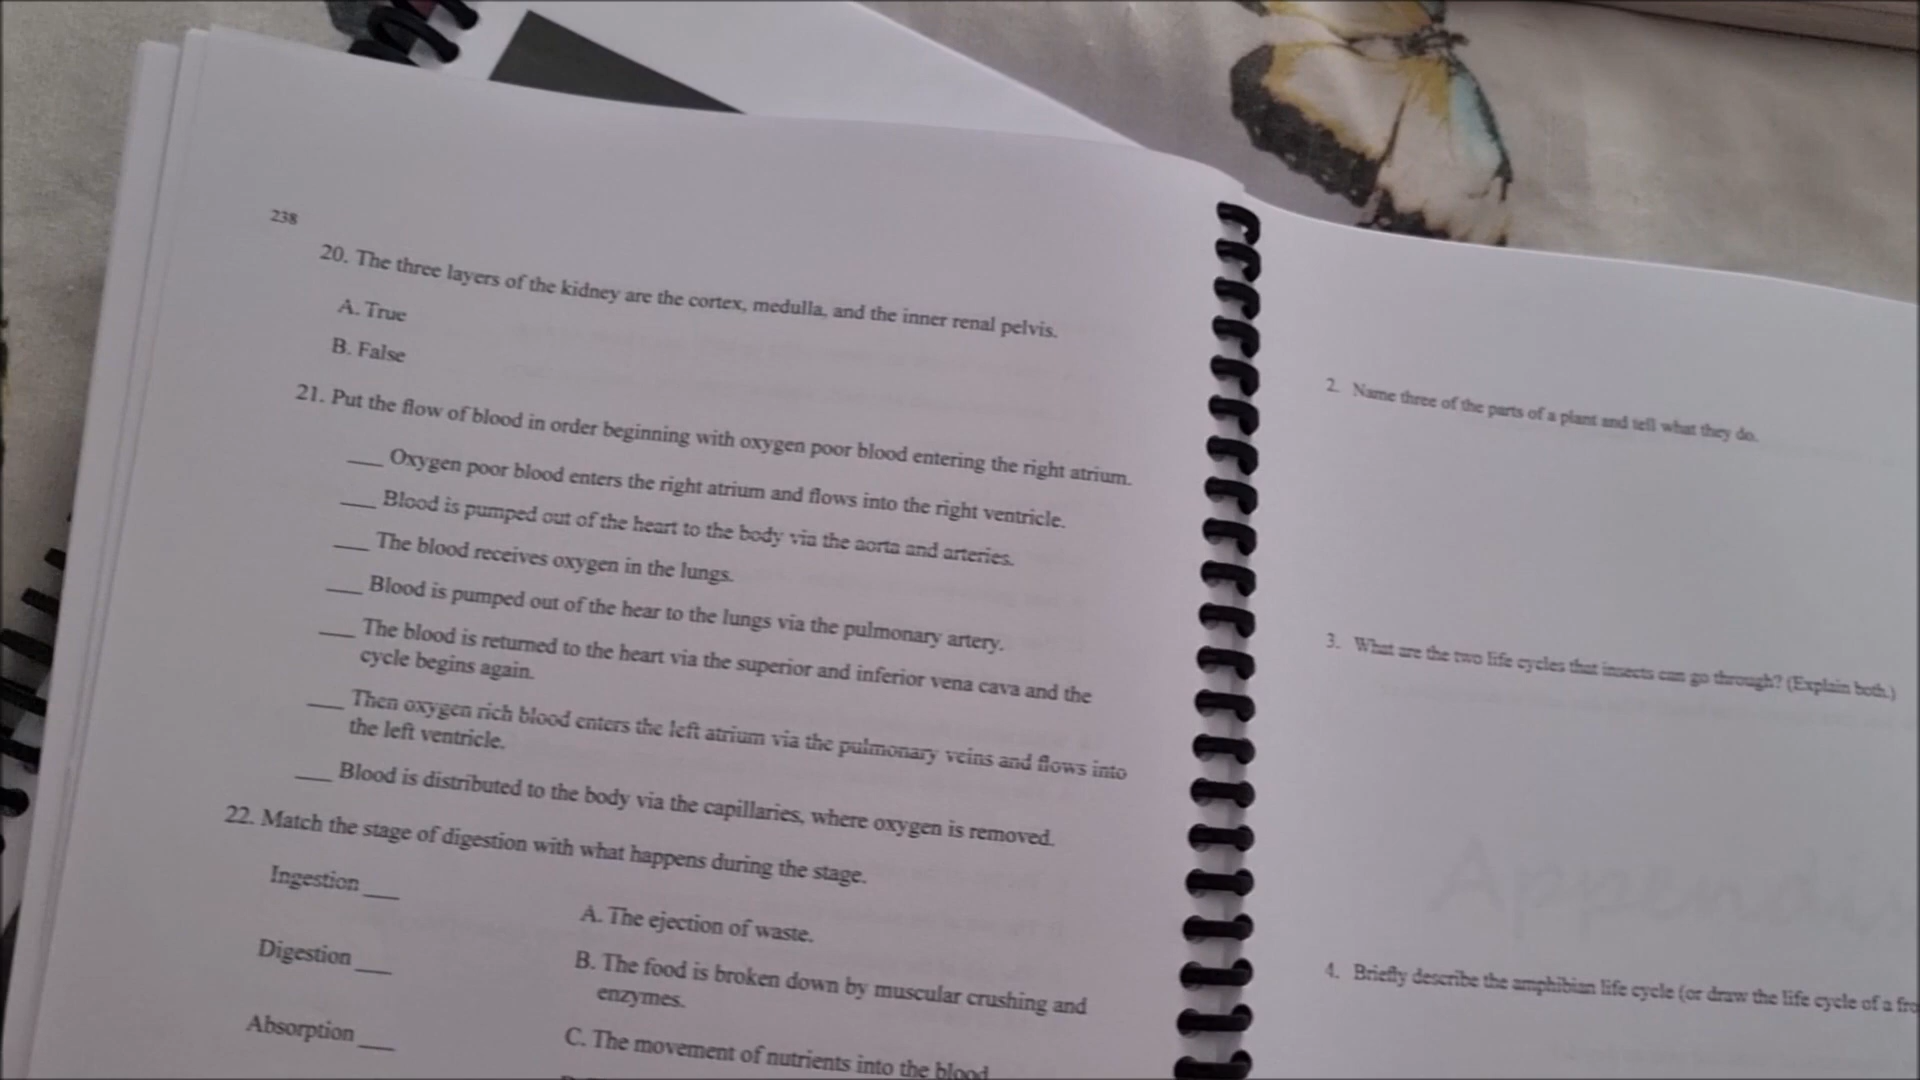 238
20. The three layers of the kidney are the cortex, medulla, and the inner renal pelvis.
A. True
B. False
21. Put the flow of blood in order beginning with oxygen poor blood entering the right atrium.
___ Oxygen poor blood enters the right atrium and flows into the right ventricle.
___ Blood is pumped out of the heart to the body via the aorta and arteries.
___ The blood receives oxygen in the lungs.
___ Blood is pumped out of the hear to the lungs via the pulmonary artery.
___ The blood is returned to the heart via the superior and inferior vena cava and the
cycle begins again.
___ Then oxygen rich blood enters the left atrium via the pulmonary veins and flows into
the left ventricle.
___ Blood is distributed to the body via the capillaries, where oxygen is removed.
22. Match the stage of digestion with what happens during the stage.
Ingestion ___
A. The ejection of waste.
Digestion ___
B. The food is broken down by muscular crushing and
enzymes.
Absorption ___
C. The movement of nutrients into the blood
2. Name three of the parts of a plant and tell what they do.
3. What are the two life cycles that insects can go through? (Explain both.)
4. Briefly describe the amphibian life cycle (or draw the life cycle of a